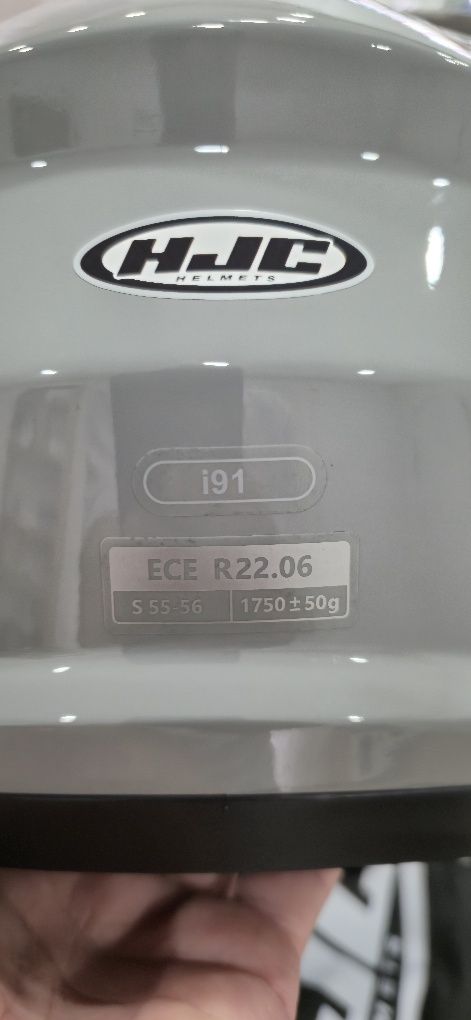 HJC
HELMETS
i91
ECE R22.06
S 55-56 1750±50g